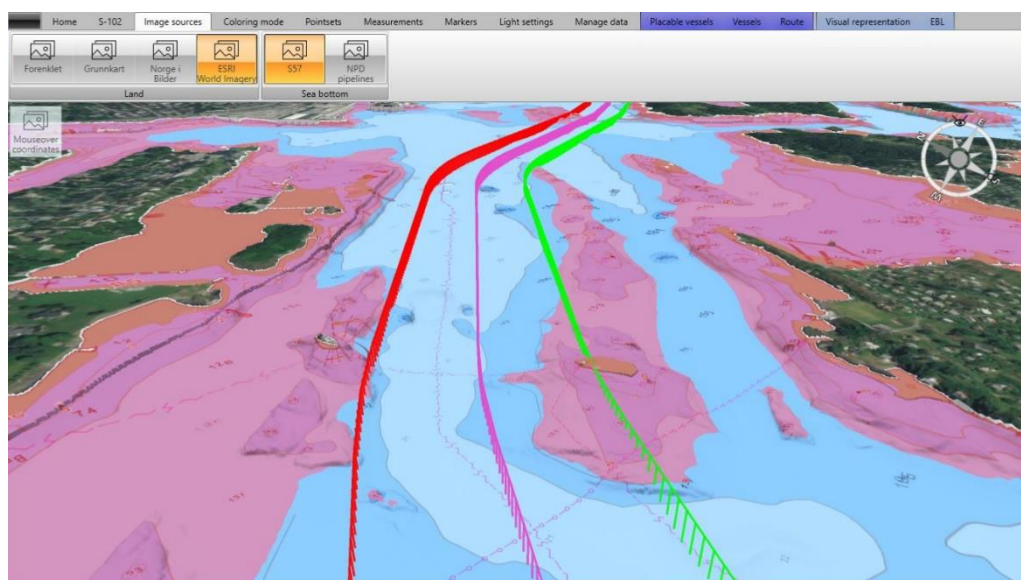 Home S-102 Image sources Coloring mode Pointsets Measurements Markers Light settings Manage data Placable vessels Vessels Route Visual representation EBL
Forenklet Grunnkart Norge i Bilder ESRI World Imagery S57 NPD pipelines
Land Sea bottom
Mouseover
coordinates